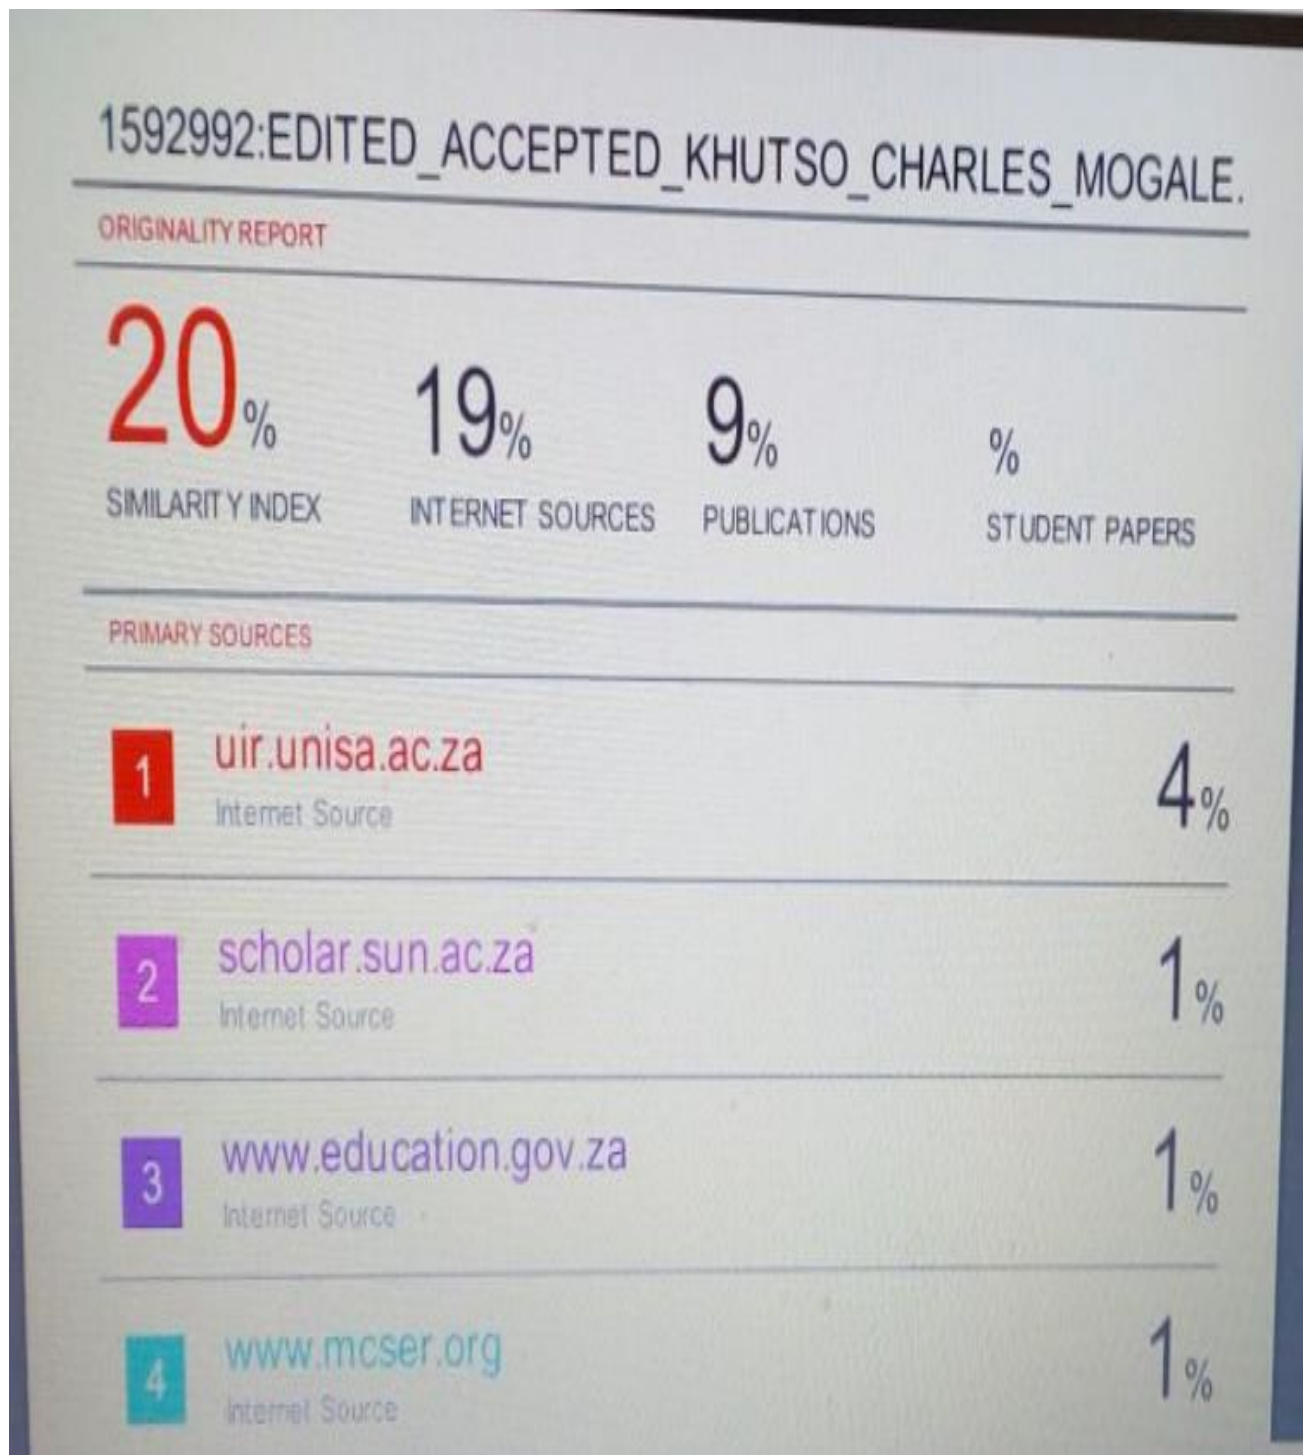 1592992:EDITED_ACCEPTED_KHUTSO_CHARLES_MOGALE.
ORIGINALITY REPORT
20% 19% 9% %
SIMILARITY INDEX INTERNET SOURCES PUBLICATIONS STUDENT PAPERS
PRIMARY SOURCES
1 uir.unisa.ac.za 4%
Internet Source
2 scholar.sun.ac.za 1%
Internet Source
3 www.education.gov.za 1%
Internet Source
4 www.mcser.org 1%
Internet Source